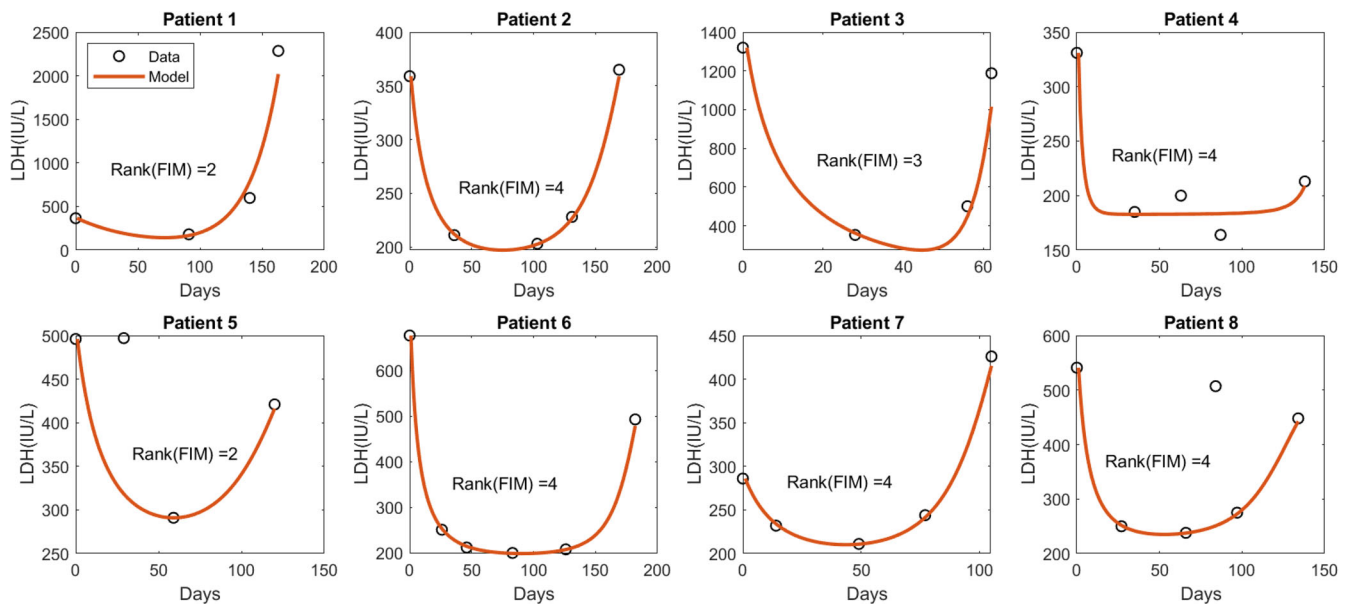 Patient 1
2500
2000
1500
1000
500
0
LDH(IU/L)
Data
Model
Rank(FIM) =2
0 50 100 150 200
Days
Patient 2
400
350
300
250
200
LDH(IU/L)
Rank(FIM) =4
0 50 100 150 200
Days
Patient 3
1400
1200
1000
800
600
400
LDH(IU/L)
Rank(FIM) =3
0 20 40 60
Days
Patient 4
350
300
250
200
150
LDH(IU/L)
Rank(FIM) =4
0 50 100 150
Days
Patient 5
500
450
400
350
300
250
LDH(IU/L)
Rank(FIM) =2
0 50 100 150
Days
Patient 6
600
500
400
300
200
LDH(IU/L)
Rank(FIM) =4
0 50 100 150 200
Days
Patient 7
450
400
350
300
250
200
LDH(IU/L)
Rank(FIM) =4
0 50 100
Days
Patient 8
600
500
400
300
200
LDH(IU/L)
Rank(FIM) =4
0 50 100 150
Days